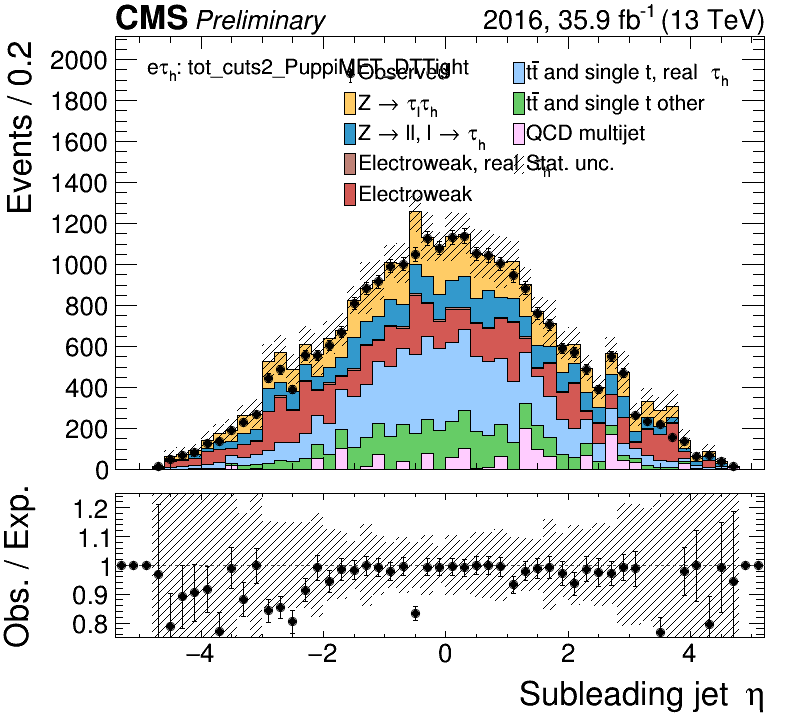 CMS Preliminary 2016, 35.9 fb⁻¹ (13 TeV)
Events / 0.2
eτh: tot_cuts2_PuppiMET_DTTight
Observed
tt̄ and single t, real τh
Z → τlτh
tt̄ and single t other
Z → ll, l → τh
QCD multijet
Electroweak, real τh
Stat. unc.
Electroweak
2000
1800
1600
1400
1200
1000
800
600
400
200
0
Obs. / Exp.
1.2
1.1
1
0.9
0.8
−4 −2 0 2 4
Subleading jet η